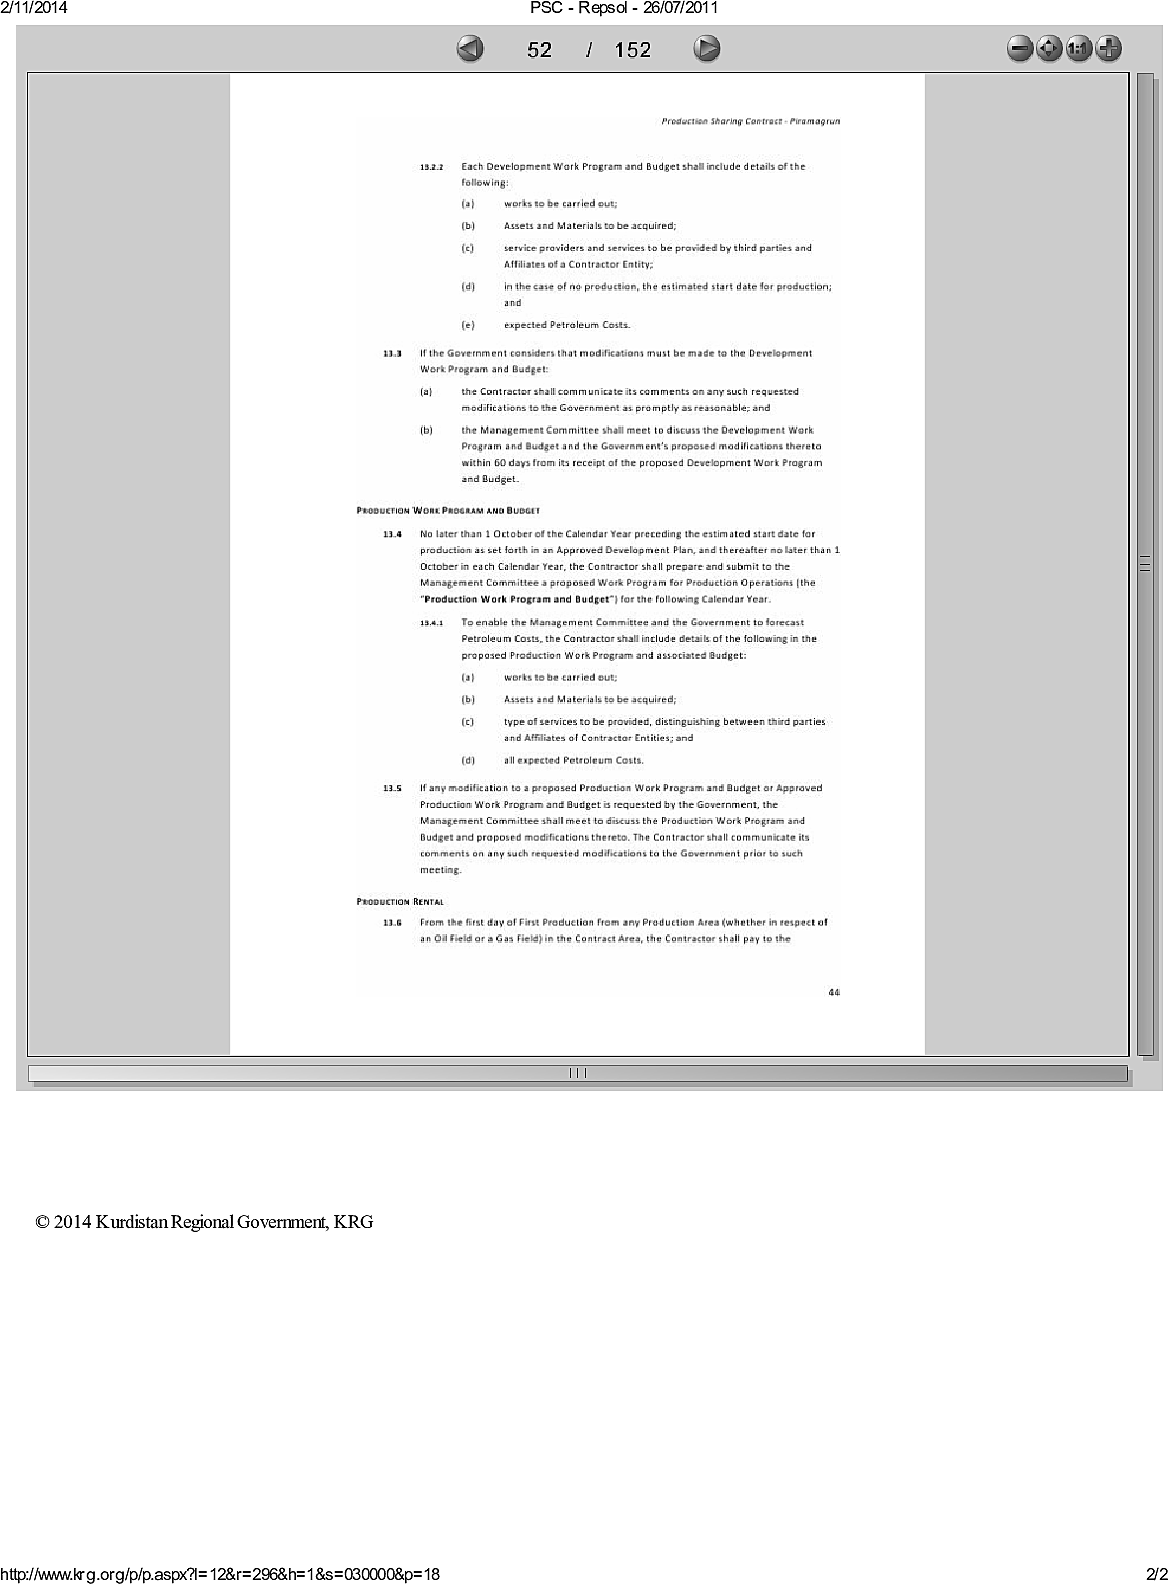 2/11/2014 PSC - Repsol - 26/07/2011
52 / 152
1:1
Production Sharing Contract - Piramagrun
13.2.2 Each Development Work Program and Budget shall include details of the
following:
(a) works to be carried out;
(b) Assets and Materials to be acquired;
(c) service providers and services to be provided by third parties and
Affiliates of a Contractor Entity;
(d) in the case of no production, the estimated start date for production;
and
(e) expected Petroleum Costs.
13.3 If the Government considers that modifications must be made to the Development
Work Program and Budget:
(a) the Contractor shall communicate its comments on any such requested
modifications to the Government as promptly as reasonable; and
(b) the Management Committee shall meet to discuss the Development Work
Program and Budget and the Government's proposed modifications thereto
within 60 days from its receipt of the proposed Development Work Program
and Budget.
PRODUCTION WORK PROGRAM AND BUDGET
13.4 No later than 1 October of the Calendar Year preceding the estimated start date for
production as set forth in an Approved Development Plan, and thereafter no later than 1
October in each Calendar Year, the Contractor shall prepare and submit to the
Management Committee a proposed Work Program for Production Operations (the
"Production Work Program and Budget") for the following Calendar Year.
13.4.1 To enable the Management Committee and the Government to forecast
Petroleum Costs, the Contractor shall include details of the following in the
proposed Production Work Program and associated Budget:
(a) works to be carried out;
(b) Assets and Materials to be acquired;
(c) type of services to be provided, distinguishing between third parties
and Affiliates of Contractor Entities; and
(d) all expected Petroleum Costs.
13.5 If any modification to a proposed Production Work Program and Budget or Approved
Production Work Program and Budget is requested by the Government, the
Management Committee shall meet to discuss the Production Work Program and
Budget and proposed modifications thereto. The Contractor shall communicate its
comments on any such requested modifications to the Government prior to such
meeting.
PRODUCTION RENTAL
13.6 From the first day of First Production from any Production Area (whether in respect of
an Oil Field or a Gas Field) in the Contract Area, the Contractor shall pay to the
44
© 2014 Kurdistan Regional Government, KRG
http://www.krg.org/p/p.aspx?l=12&r=296&h=1&s=030000&p=18 2/2